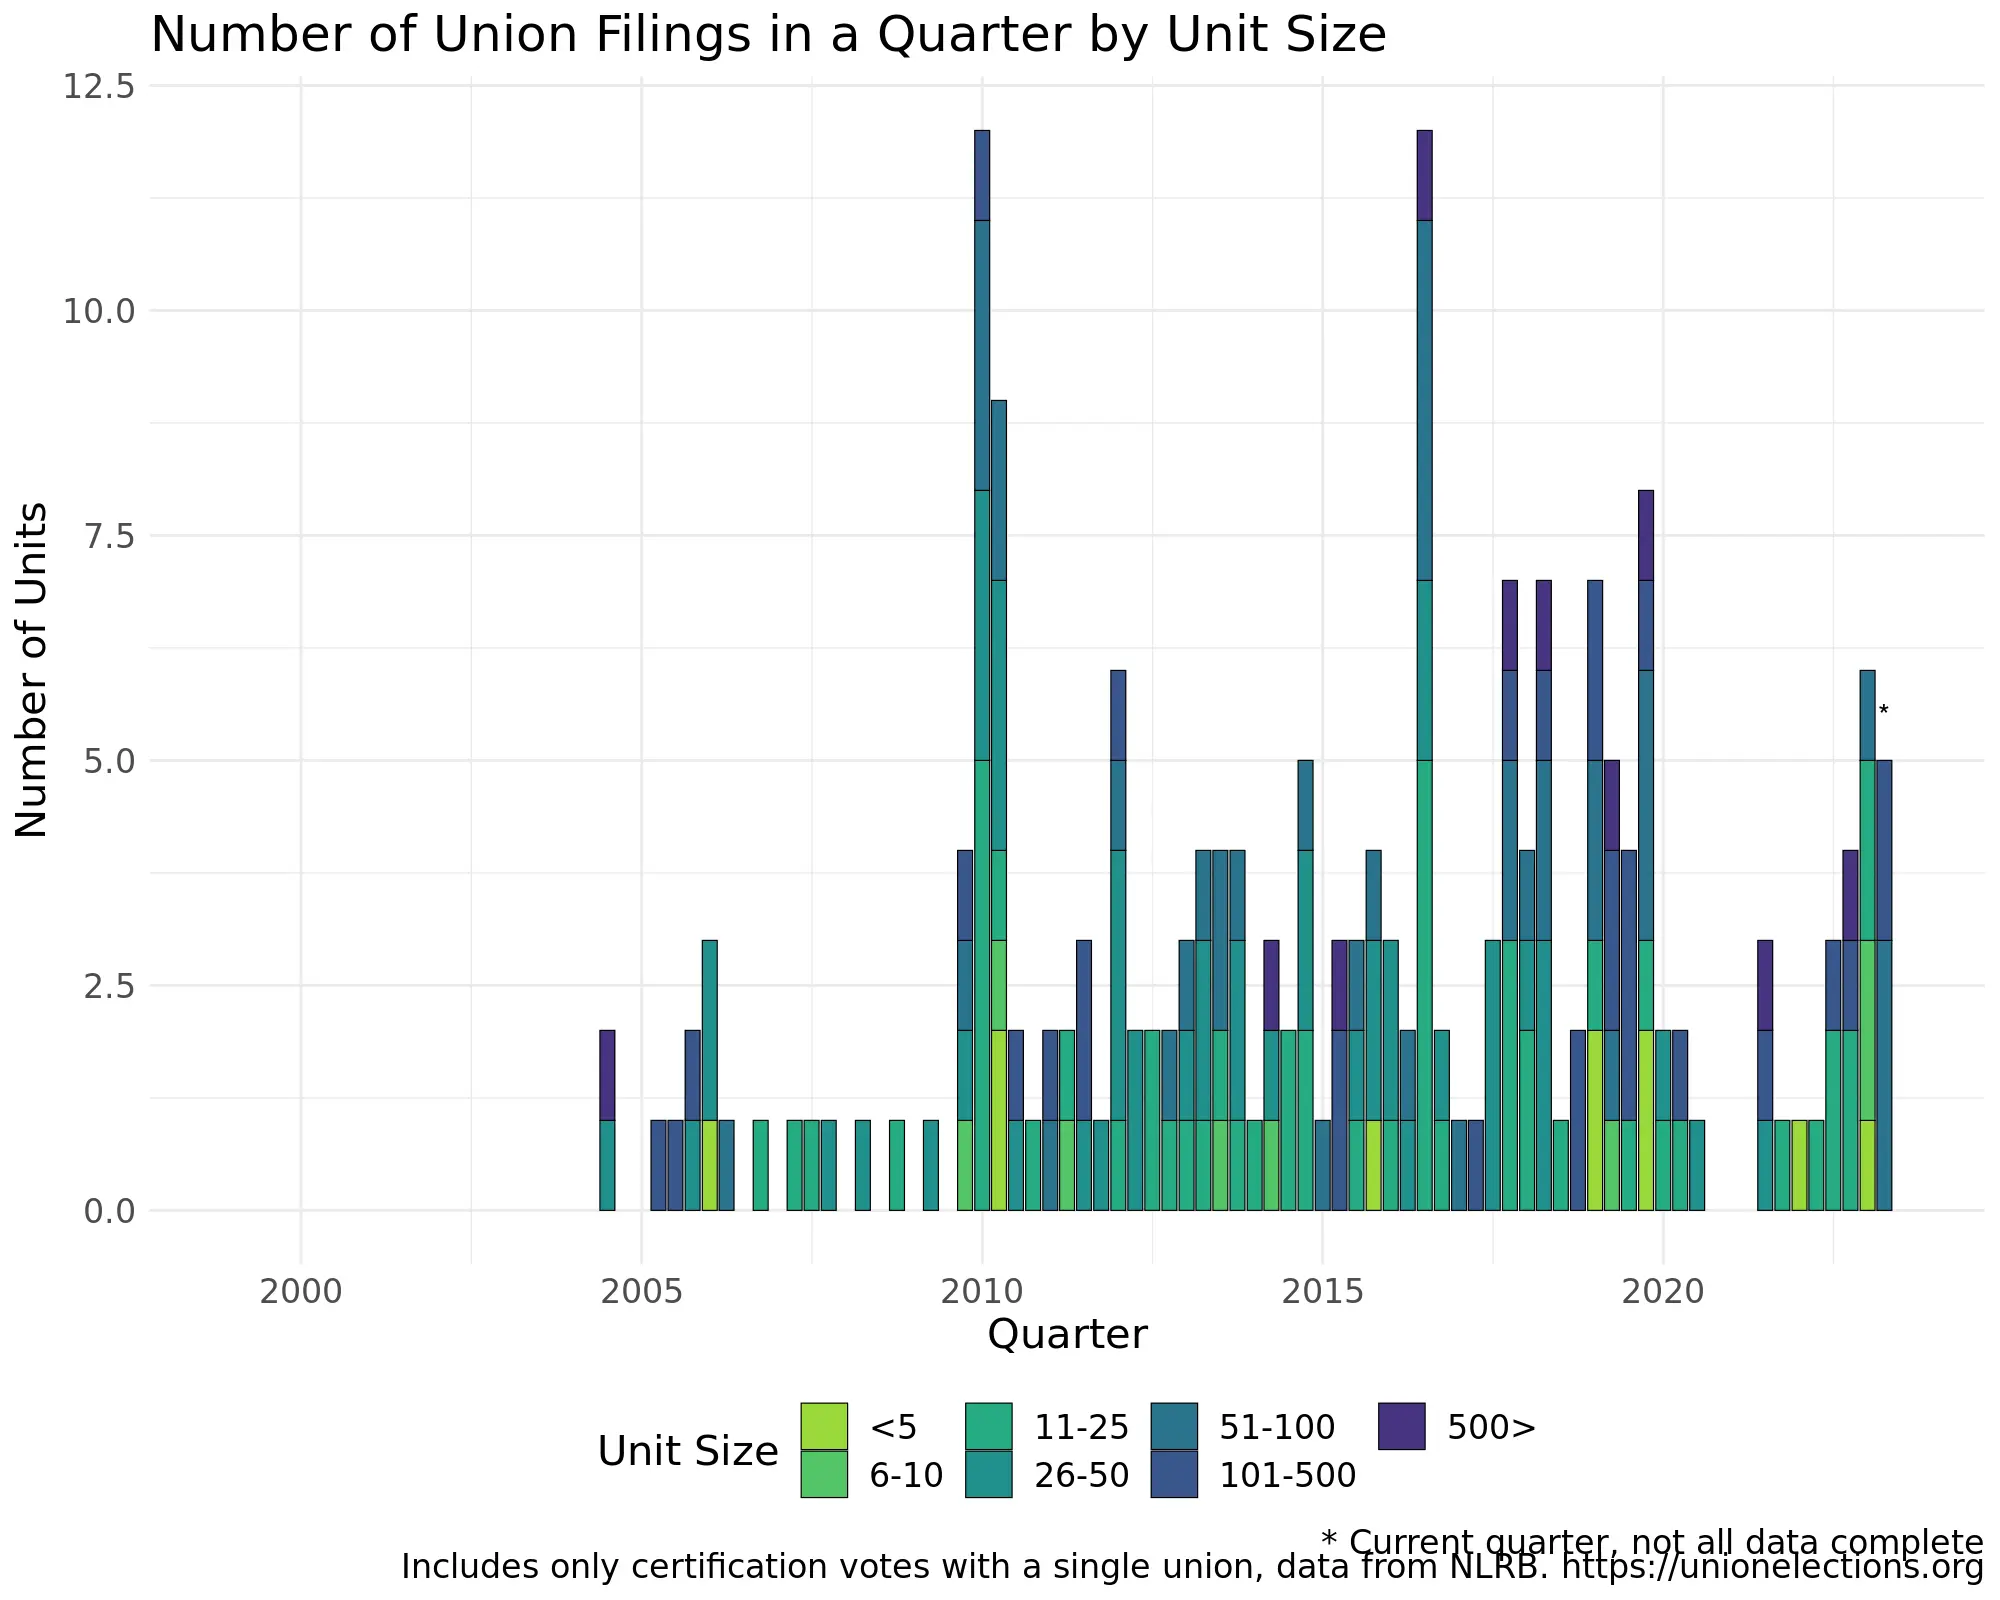 Number of Union Filings in a Quarter by Unit Size
12.5
10.0
7.5
5.0
2.5
0.0
Number of Units
*
2000 2005 2010 2015 2020
Quarter
Unit Size
<5 11-25 51-100 500>
6-10 26-50 101-500
* Current quarter, not all data complete
Includes only certification votes with a single union, data from NLRB. https://unionelections.org